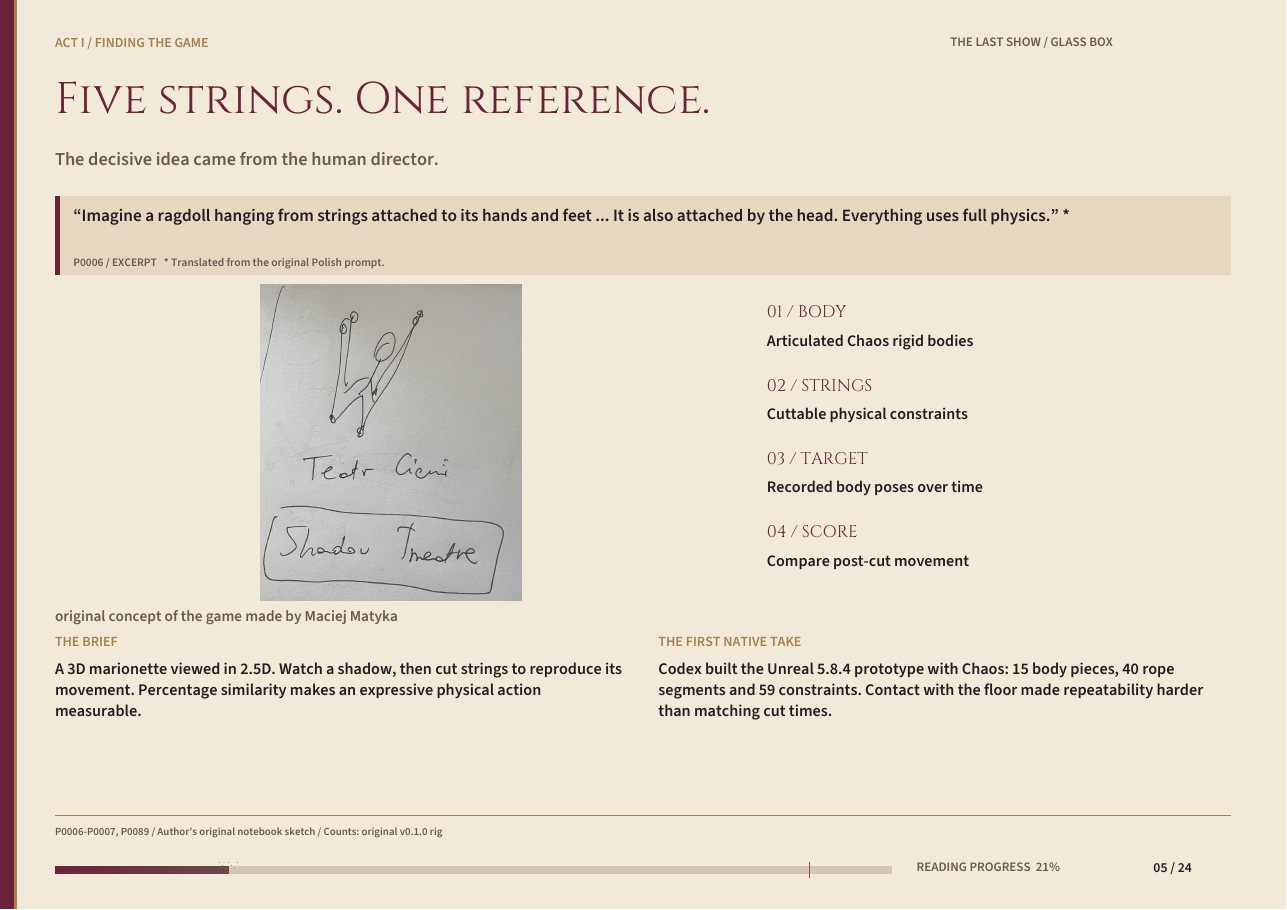 ACT I / FINDING THE GAME
THE LAST SHOW / GLASS BOX
FIVE STRINGS. ONE REFERENCE.
The decisive idea came from the human director.
“Imagine a ragdoll hanging from strings attached to its hands and feet ... It is also attached by the head. Everything uses full physics.” *
P0006 / EXCERPT * Translated from the original Polish prompt.
Teatr Cieni
Shadow Theatre
01 / BODY
Articulated Chaos rigid bodies
02 / STRINGS
Cuttable physical constraints
03 / TARGET
Recorded body poses over time
04 / SCORE
Compare post-cut movement
original concept of the game made by Maciej Matyka
THE BRIEF
A 3D marionette viewed in 2.5D. Watch a shadow, then cut strings to reproduce its
movement. Percentage similarity makes an expressive physical action
measurable.
THE FIRST NATIVE TAKE
Codex built the Unreal 5.8.4 prototype with Chaos: 15 body pieces, 40 rope
segments and 59 constraints. Contact with the floor made repeatability harder
than matching cut times.
P0006-P0007, P0089 / Author’s original notebook sketch / Counts: original v0.1.0 rig
READING PROGRESS 21%
05 / 24